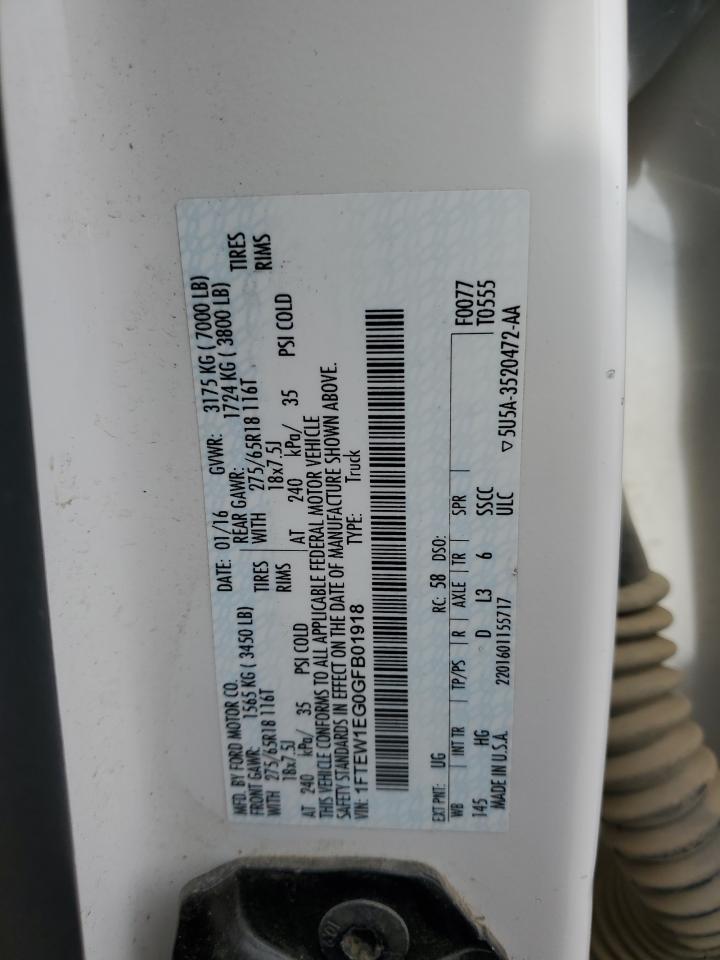 MFD. BY FORD MOTOR CO.
DATE: 01/16 GVWR: 3175 KG ( 7000 LB)
FRONT GAWR: 1565 KG ( 3450 LB) REAR GAWR: 1724 KG ( 3800 LB)
WITH 275/65R18 116T TIRES WITH 275/65R18 116T TIRES
18x7.5J RIMS 18x7.5J RIMS
AT 240 kPa/ 35 PSI COLD AT 240 kPa/ 35 PSI COLD
THIS VEHICLE CONFORMS TO ALL APPLICABLE FEDERAL MOTOR VEHICLE
SAFETY STANDARDS IN EFFECT ON THE DATE OF MANUFACTURE SHOWN ABOVE.
VIN: 1FTEW1EG0GFB01918 TYPE: Truck
EXT PNT: UG RC: 58 DSO: F0077
WB INT TR TP/PS R AXLE TR SPR T0555
145 HG D L3 6 SSCC
MADE IN U.S.A. 2201601155717 ULC ▽5U5A-3520472-AA